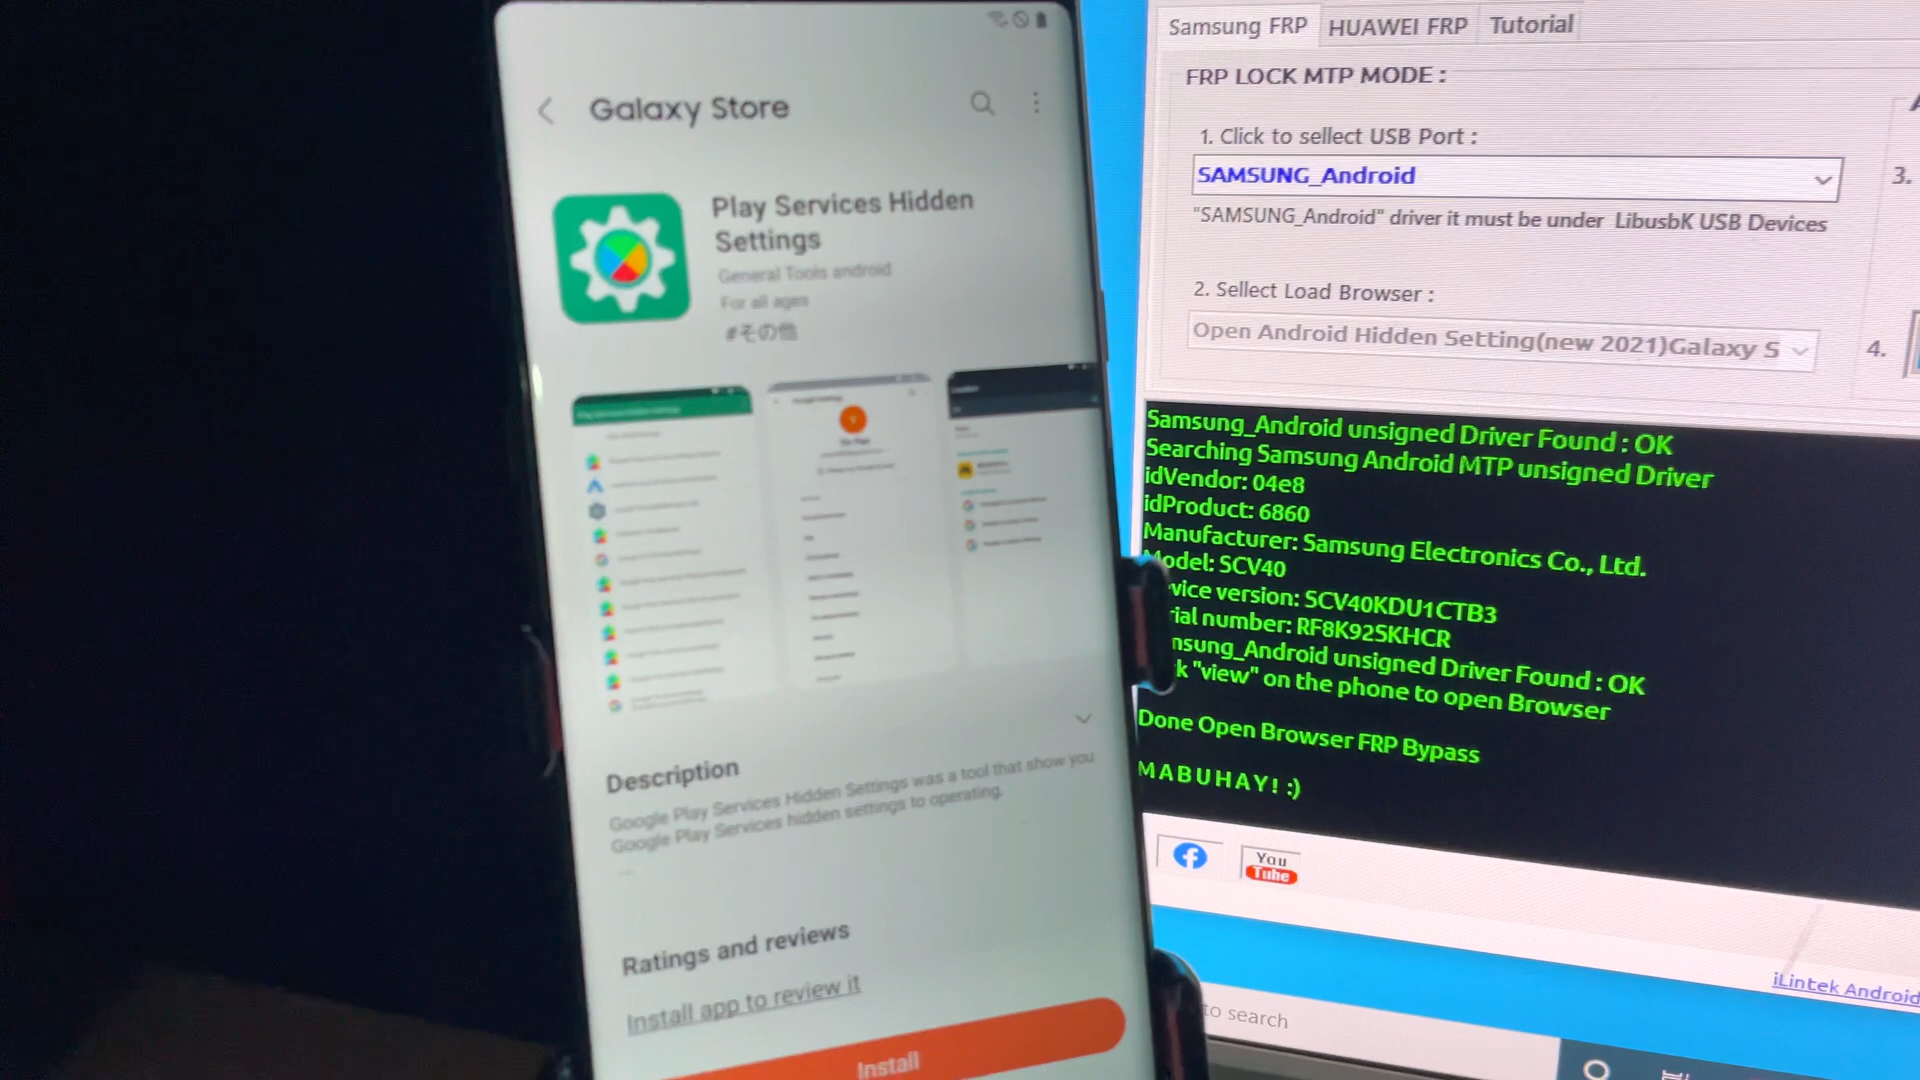 Galaxy Store
Play Services Hidden
Settings
General Tools android
For all ages
#その他
Description
Google Play Services Hidden Settings was a tool that show you
Google Play Services hidden settings to operating.
Ratings and reviews
Install app to review it
Install
Samsung FRP
HUAWEI FRP
Tutorial
FRP LOCK MTP MODE :
1. Click to sellect USB Port :
SAMSUNG_Android
"SAMSUNG_Android" driver it must be under LibusbK USB Devices
2. Sellect Load Browser :
Open Android Hidden Setting(new 2021)Galaxy S
3.
4.
Samsung_Android unsigned Driver Found : OK
Searching Samsung Android MTP unsigned Driver
idVendor: 04e8
idProduct: 6860
Manufacturer: Samsung Electronics Co., Ltd.
Model: SCV40
vice version: SCV40KDU1CTB3
rial number: RF8K92SKHCR
msung_Android unsigned Driver Found : OK
k "view" on the phone to open Browser
Done Open Browser FRP Bypass
MABUHAY! :)
You
Tube
iLintek Android
to search